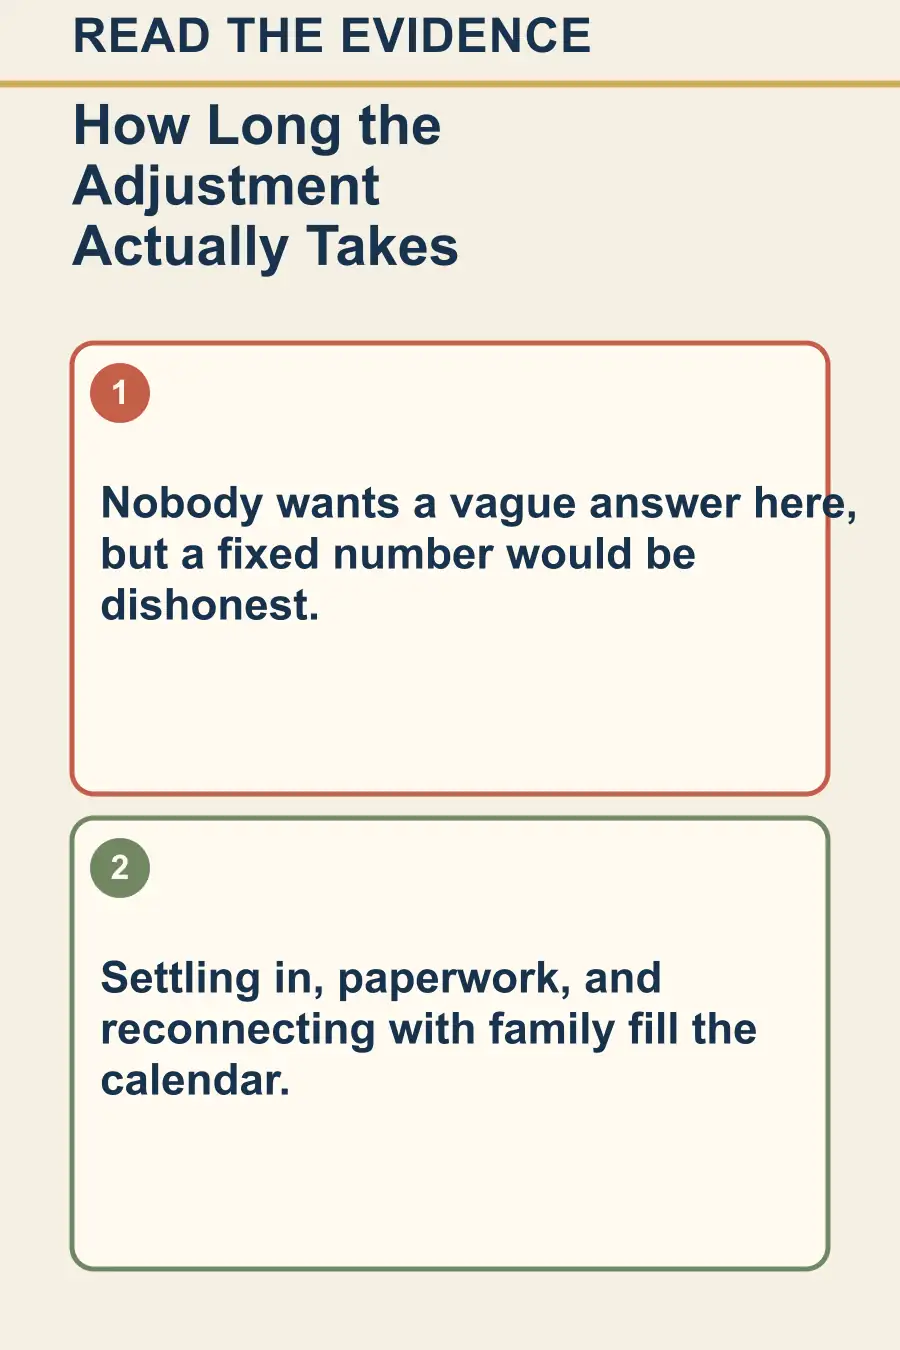 READ THE EVIDENCE
How Long the
Adjustment
Actually Takes
1
Nobody wants a vague answer here,
but a fixed number would be
dishonest.
2
Settling in, paperwork, and
reconnecting with family fill the
calendar.